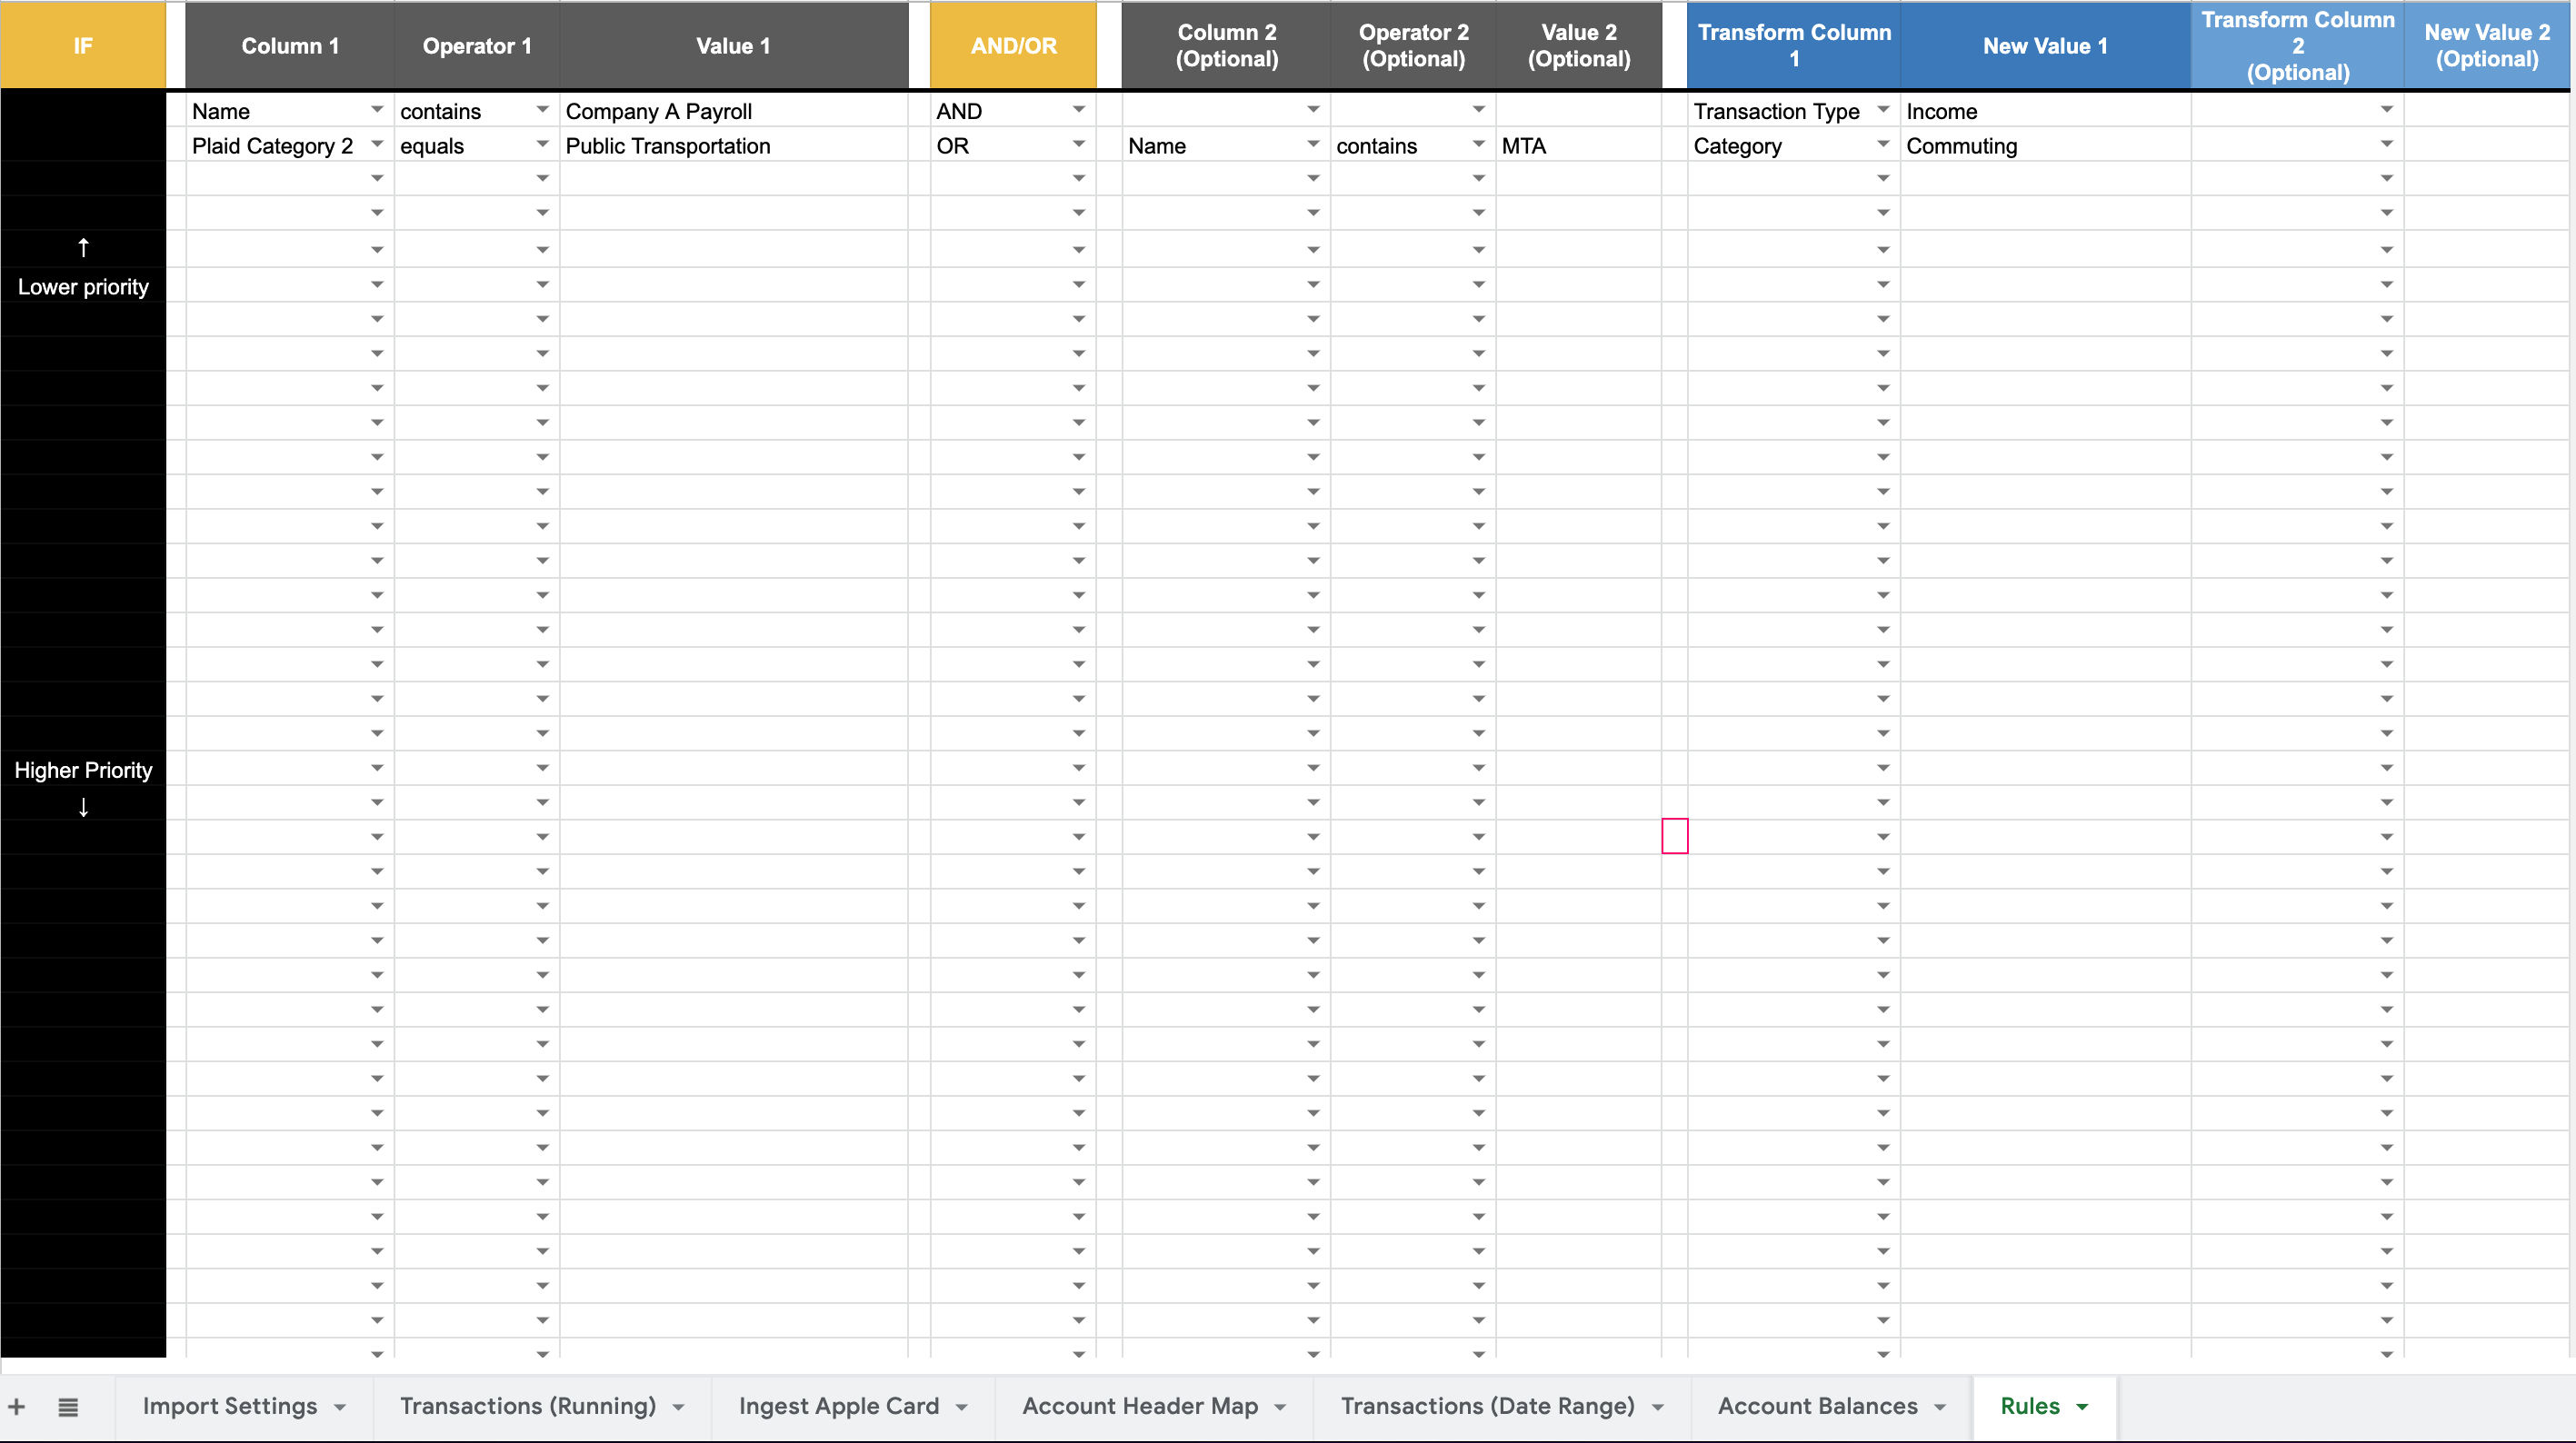 IF Column 1 Operator 1 Value 1 AND/OR Column 2 (Optional) Operator 2 (Optional) Value 2 (Optional) Transform Column 1 New Value 1 Transform Column 2 (Optional) New Value 2 (Optional)
Name contains Company A Payroll AND Transaction Type Income
Plaid Category 2 equals Public Transportation OR Name contains MTA Category Commuting
↑
Lower priority
Higher Priority
↓
+ Import Settings Transactions (Running) Ingest Apple Card Account Header Map Transactions (Date Range) Account Balances Rules